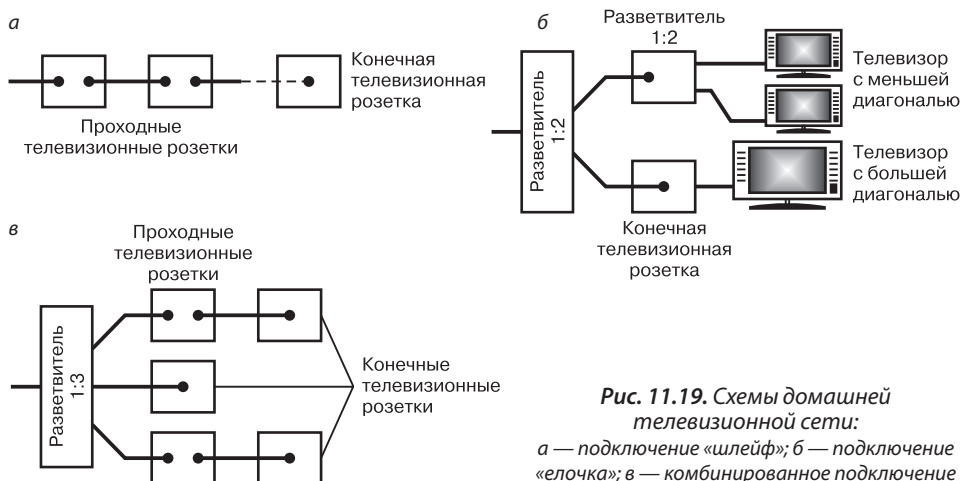 а
Конечная
телевизионная
розетка
Проходные
телевизионные розетки
б
Разветвитель
1:2
Разветвитель
1:2
Телевизор
с меньшей
диагональю
Телевизор
с большей
диагональю
Конечная
телевизионная
розетка
в
Проходные
телевизионные
розетки
Разветвитель
1:3
Конечные
телевизионные
розетки
Рис. 11.19. Схемы домашней
телевизионной сети:
а — подключение «шлейф»; б — подключение
«елочка»; в — комбинированное подключение